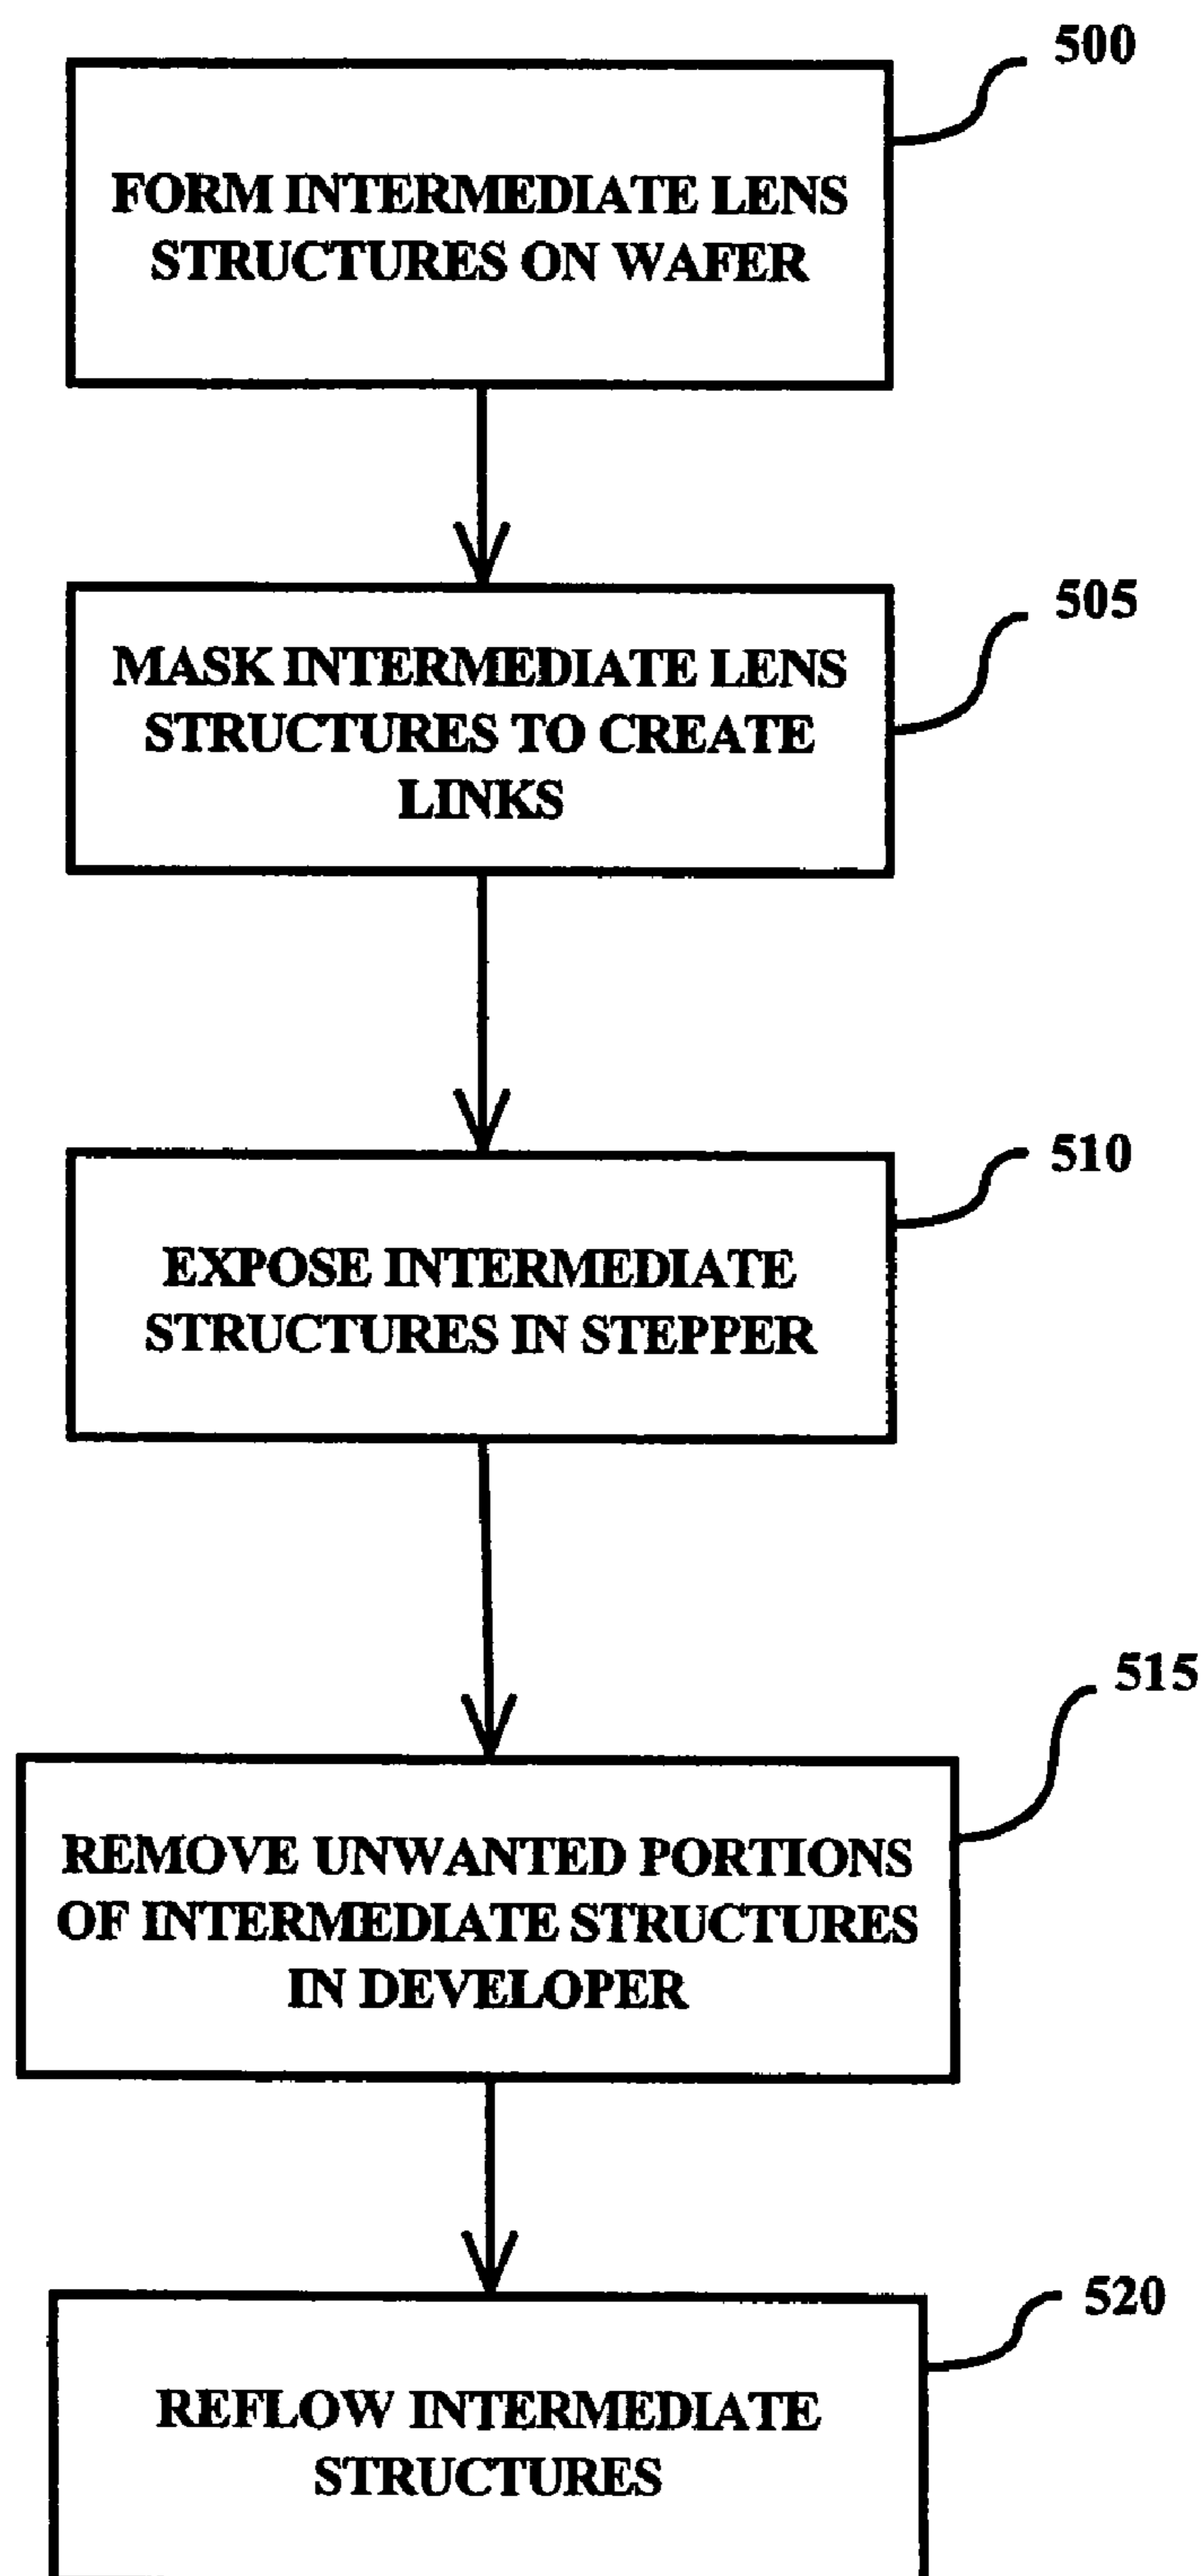 500
FORM INTERMEDIATE LENS
STRUCTURES ON WAFER
505
MASK INTERMEDIATE LENS
STRUCTURES TO CREATE
LINKS
510
EXPOSE INTERMEDIATE
STRUCTURES IN STEPPER
515
REMOVE UNWANTED PORTIONS
OF INTERMEDIATE STRUCTURES
IN DEVELOPER
520
REFLOW INTERMEDIATE
STRUCTURES